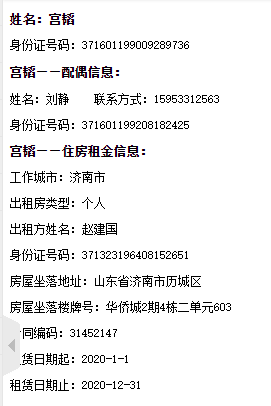 姓名：宫韬
身份证号码：371601199009289736
宫韬——配偶信息：
姓名：刘静 联系方式：15953312563
身份证号码：371601199208182425
宫韬——住房租金信息：
工作城市：济南市
出租房类型：个人
出租方姓名：赵建国
身份证号码：371323196408152651
房屋坐落地址：山东省济南市历城区
房屋坐落楼牌号：华侨城2期4栋二单元603
同编码：31452147
赁日期起：2020-1-1
租赁日期止：2020-12-31